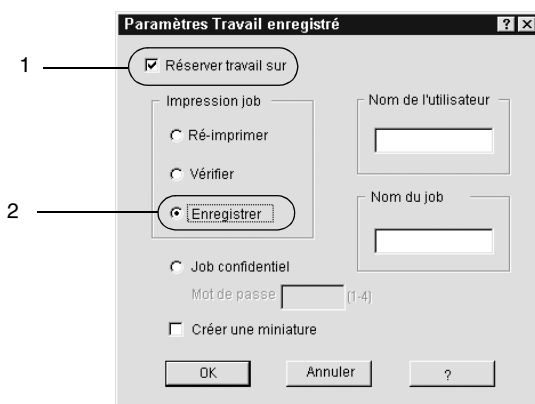 Paramètres Travail enregistré ? ×
1
Réserver travail sur
Impression job
Nom de l'utilisateur
Ré-imprimer
Vérifier
2
Enregistrer
Nom du job
Job confidentiel
Mot de passe (1-4)
Créer une miniature
OK Annuler ?